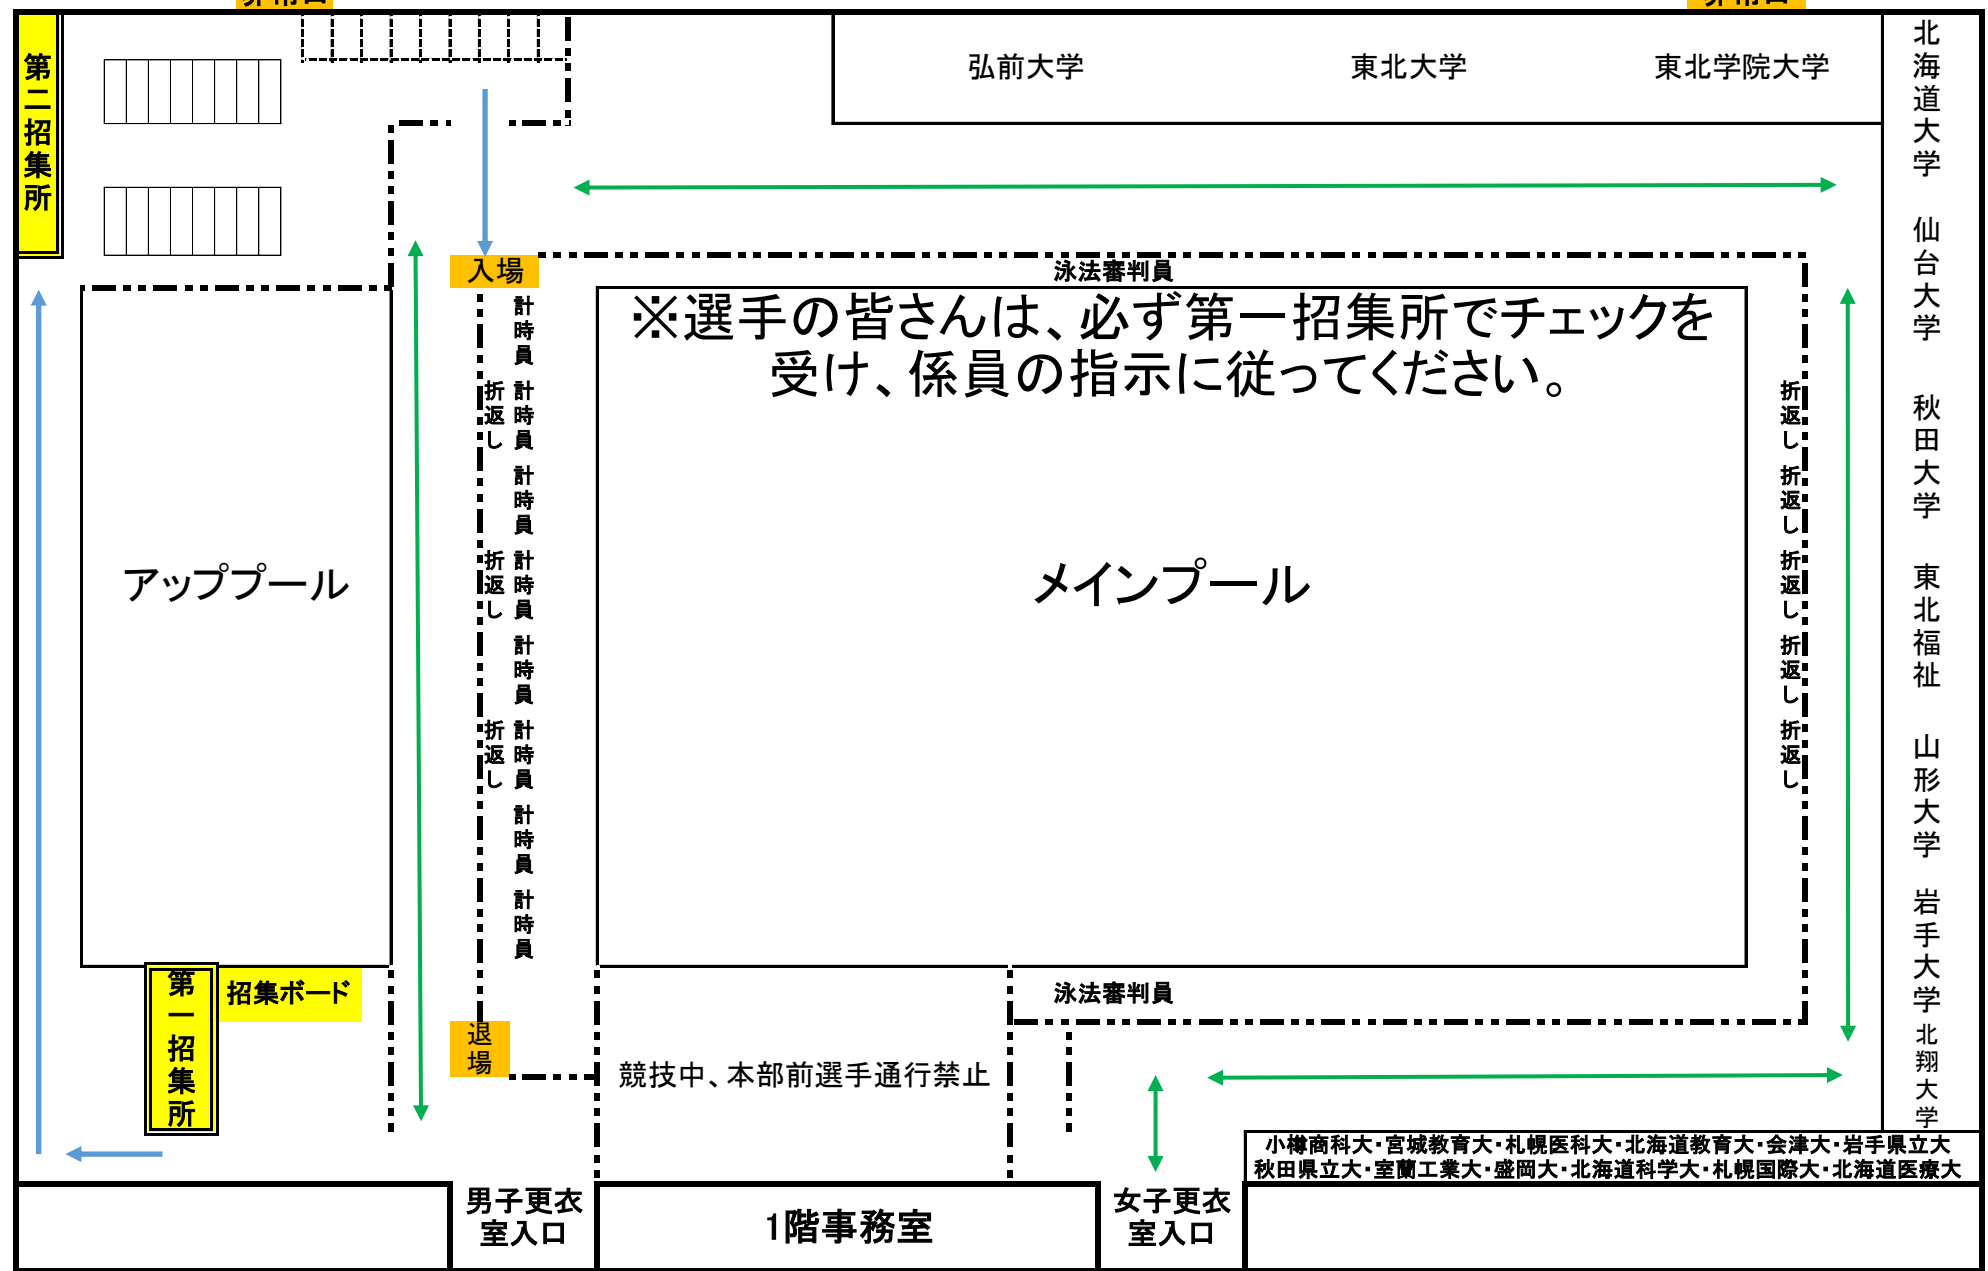 第二招集所
弘前大学
東北大学
東北学院大学
北海道大学
仙台大学
秋田大学
東北福祉
山形大学
岩手大学
北翔大学
入場
泳法審判員
※選手の皆さんは、必ず第一招集所でチェックを
受け、係員の指示に従ってください。
計時員
計時員
計時員
計時員
計時員
計時員
計時員
計時員
折返し
折返し
折返し
折返し
折返し
折返し
折返し
折返し
アッププール
メインプール
第一招集所
招集ボード
泳法審判員
退場
競技中、本部前選手通行禁止
小樽商科大・宮城教育大・札幌医科大・北海道教育大・会津大・岩手県立大
秋田県立大・室蘭工業大・盛岡大・北海道科学大・札幌国際大・北海道医療大
男子更衣
室入口
1階事務室
女子更衣
室入口